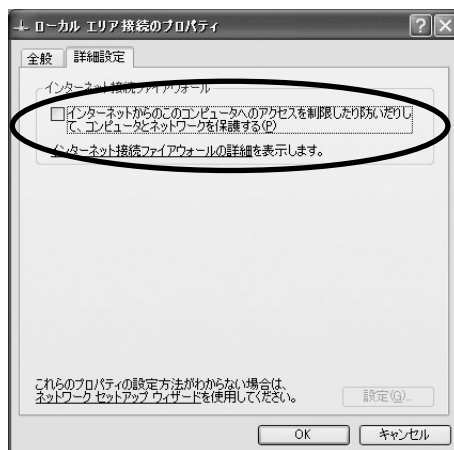 ローカル エリア接続のプロパティ
全般
詳細設定
インターネット接続ファイアウォール
インターネットからのこのコンピュータへのアクセスを制限したり防いだりし
て、コンピュータとネットワークを保護する(P)
インターネット接続ファイアウォールの詳細を表示します。
これらのプロパティの設定方法がわからない場合は、
ネットワーク セットアップ ウィザードを使用してください。
設定(G)...
OK
キャンセル